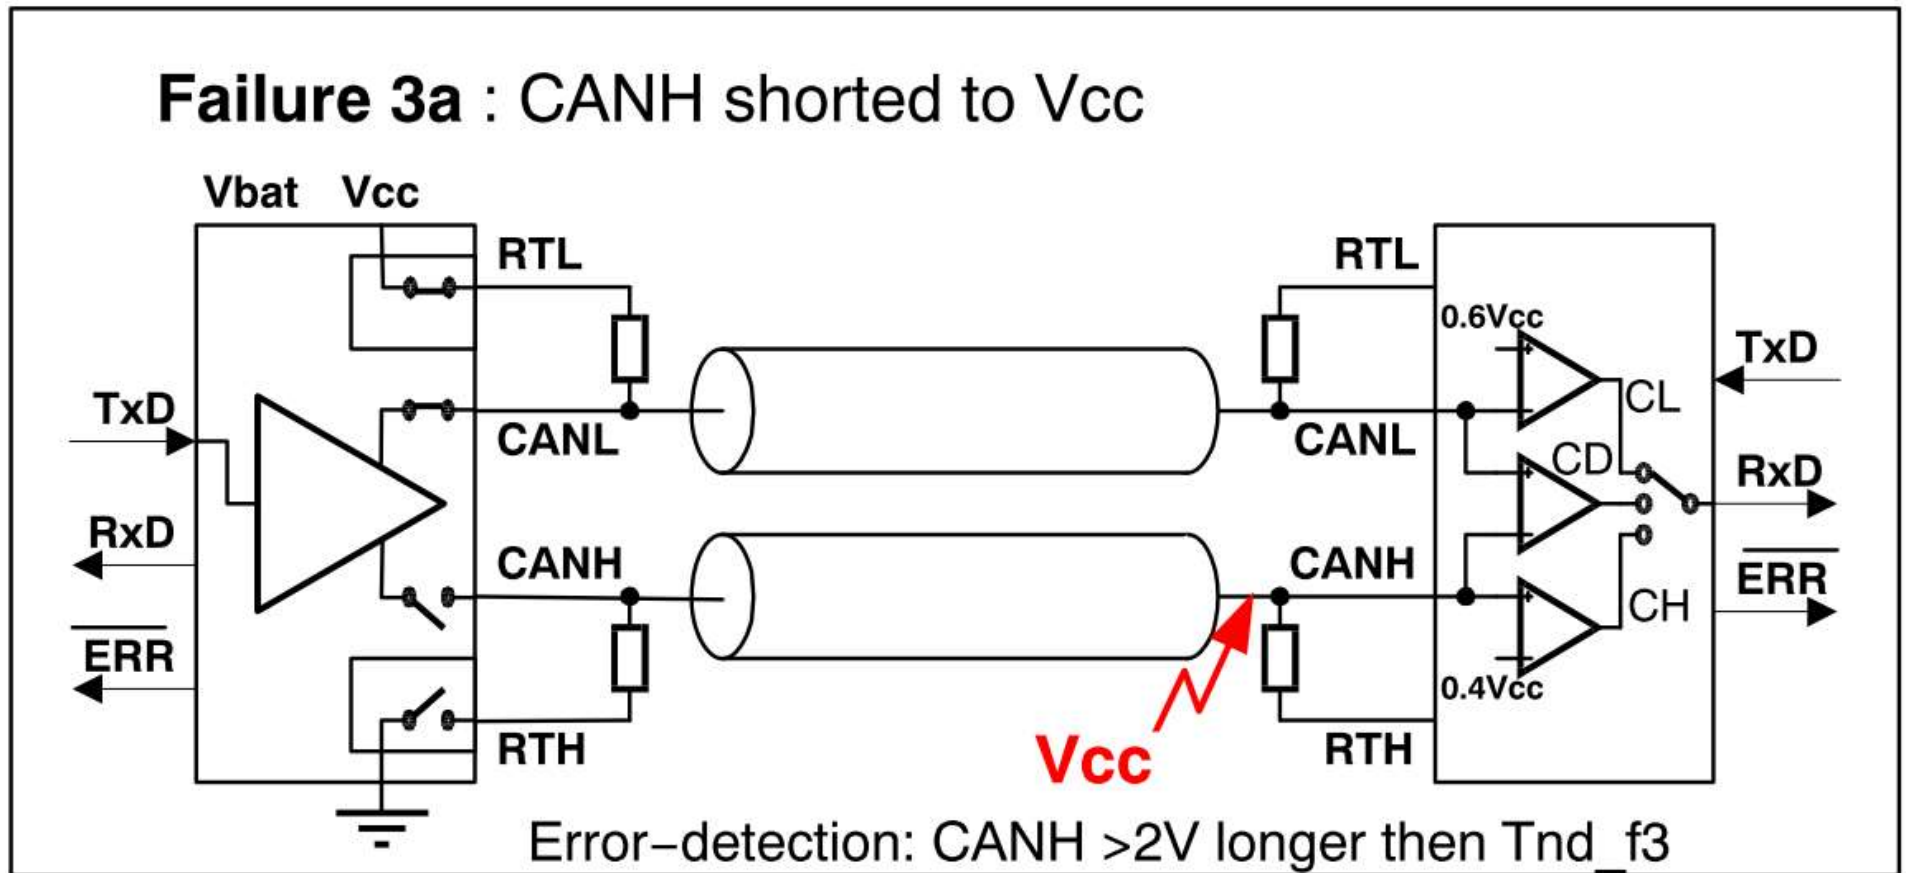 Failure 3a : CANH shorted to Vcc
Vbat Vcc
RTL RTL
0.6Vcc
TxD TxD
CL
CANL CANL
CD
RxD RxD
CANH CANH
ERR ERR
CH
0.4Vcc
RTH RTH
Vcc
Error-detection: CANH >2V longer then Tnd_f3